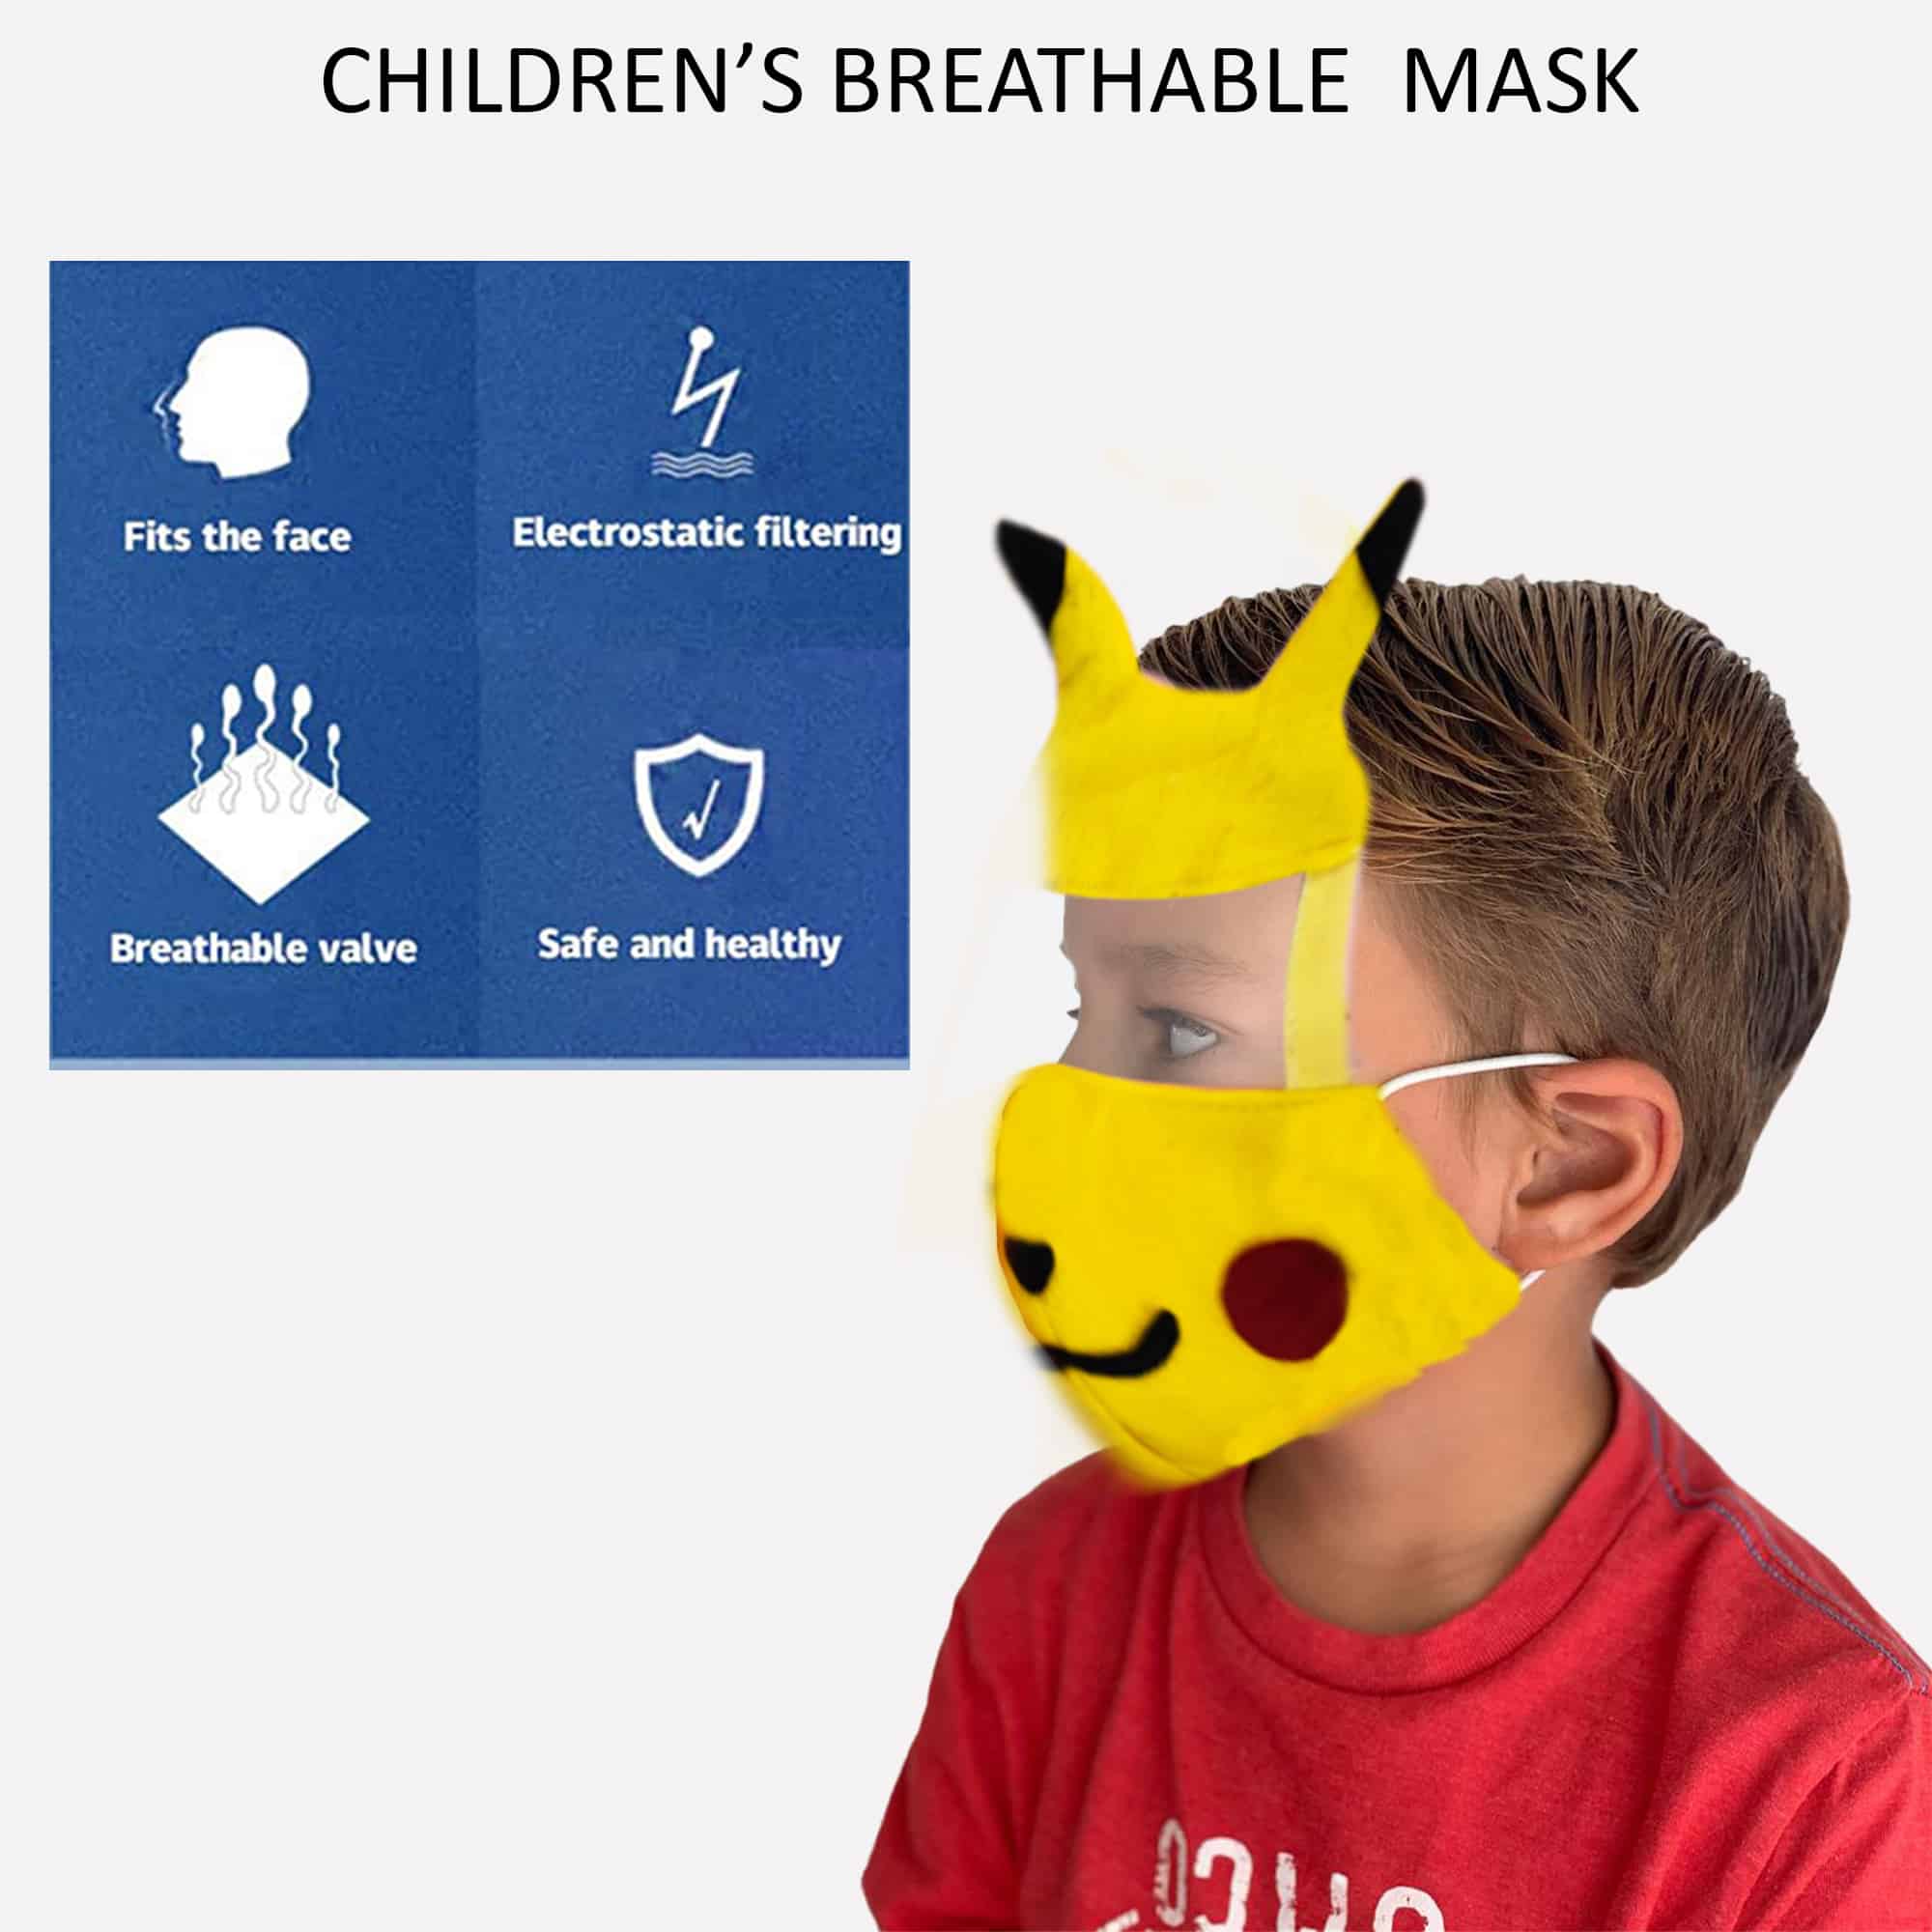 CHILDREN’S BREATHABLE MASK
Fits the face
Electrostatic filtering
Breathable valve
Safe and healthy